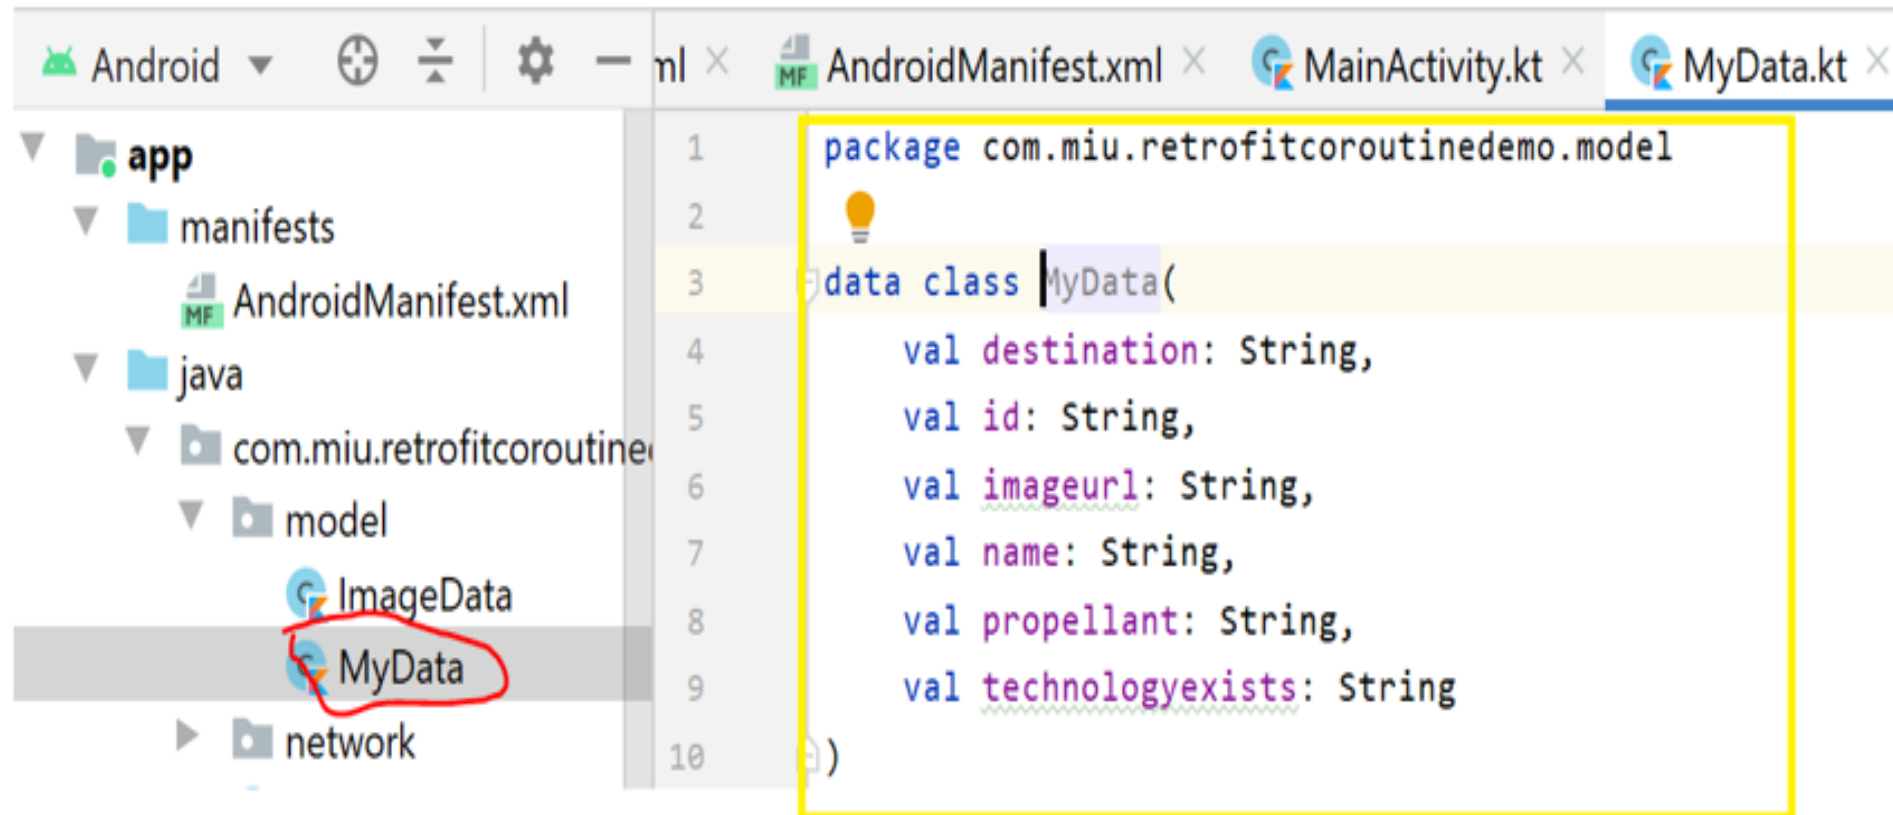 Android
ml
AndroidManifest.xml
MainActivity.kt
MyData.kt
app
manifests
MF AndroidManifest.xml
java
com.miu.retrofitcoroutine
model
ImageData
MyData
network
1 package com.miu.retrofitcoroutinedemo.model
2
3 data class MyData(
4 val destination: String,
5 val id: String,
6 val imageurl: String,
7 val name: String,
8 val propellant: String,
9 val technologyexists: String
10 )